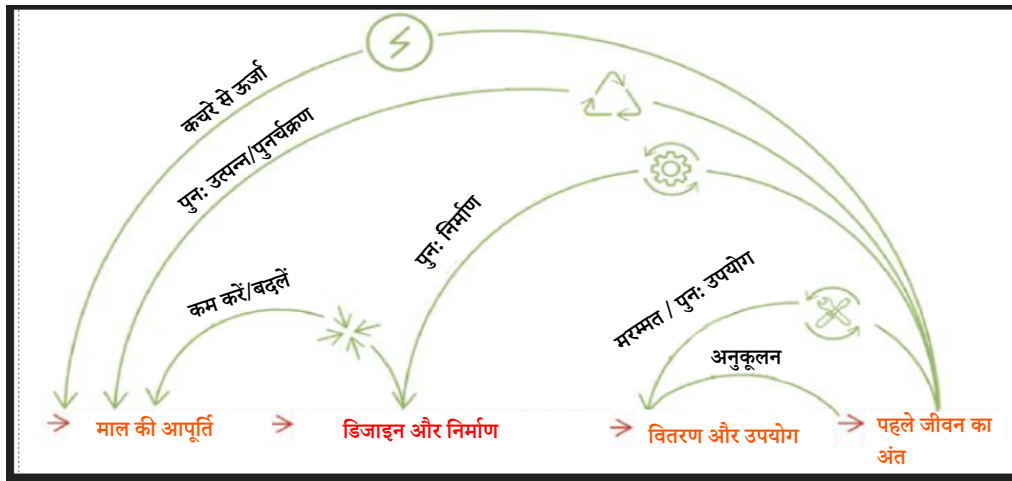 कचरे से ऊर्जा
पुन: उत्पन्न/पुनर्चक्रण
पुन: निर्माण
कम करें/बदलें
मरम्मत / पुन: उपयोग
अनुकूलन
माल की आपूर्ति
डिजाइन और निर्माण
वितरण और उपयोग
पहले जीवन का
अंत